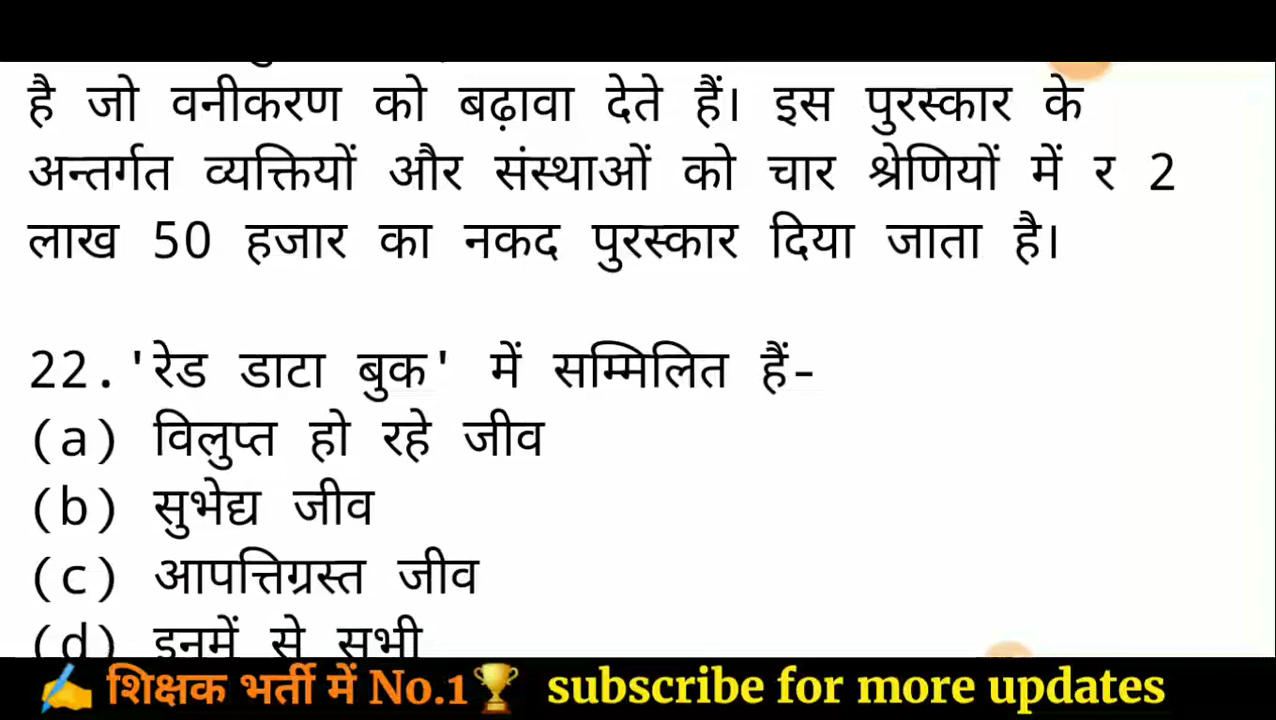 है जो वनीकरण को बढ़ावा देते हैं। इस पुरस्कार के
अन्तर्गत व्यक्तियों और संस्थाओं को चार श्रेणियों में र 2
लाख 50 हजार का नकद पुरस्कार दिया जाता है।
22.'रेड डाटा बुक' में सम्मिलित हैं-
(a) विलुप्त हो रहे जीव
(b) सुभेद्य जीव
(c) आपत्तिग्रस्त जीव
(d) इनमें से सभी
✍️ शिक्षक भर्ती में No.1🏆 subscribe for more updates